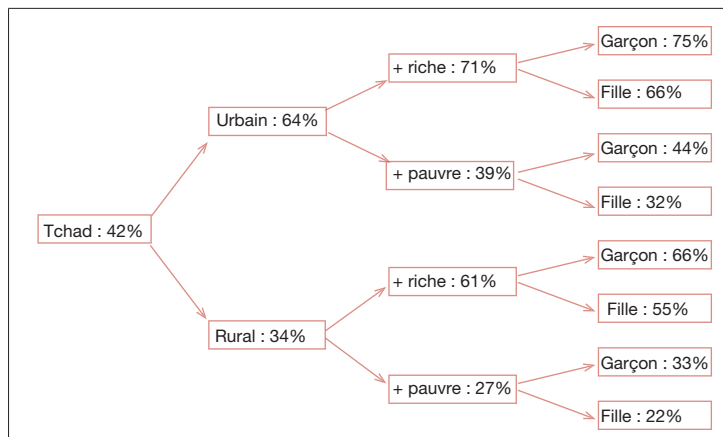 Garçon : 75%
+ riche : 71%
Fille : 66%
Urbain : 64%
Garçon : 44%
+ pauvre : 39%
Fille : 32%
Tchad : 42%
Garçon : 66%
+ riche : 61%
Fille : 55%
Rural : 34%
Garçon : 33%
+ pauvre : 27%
Fille : 22%